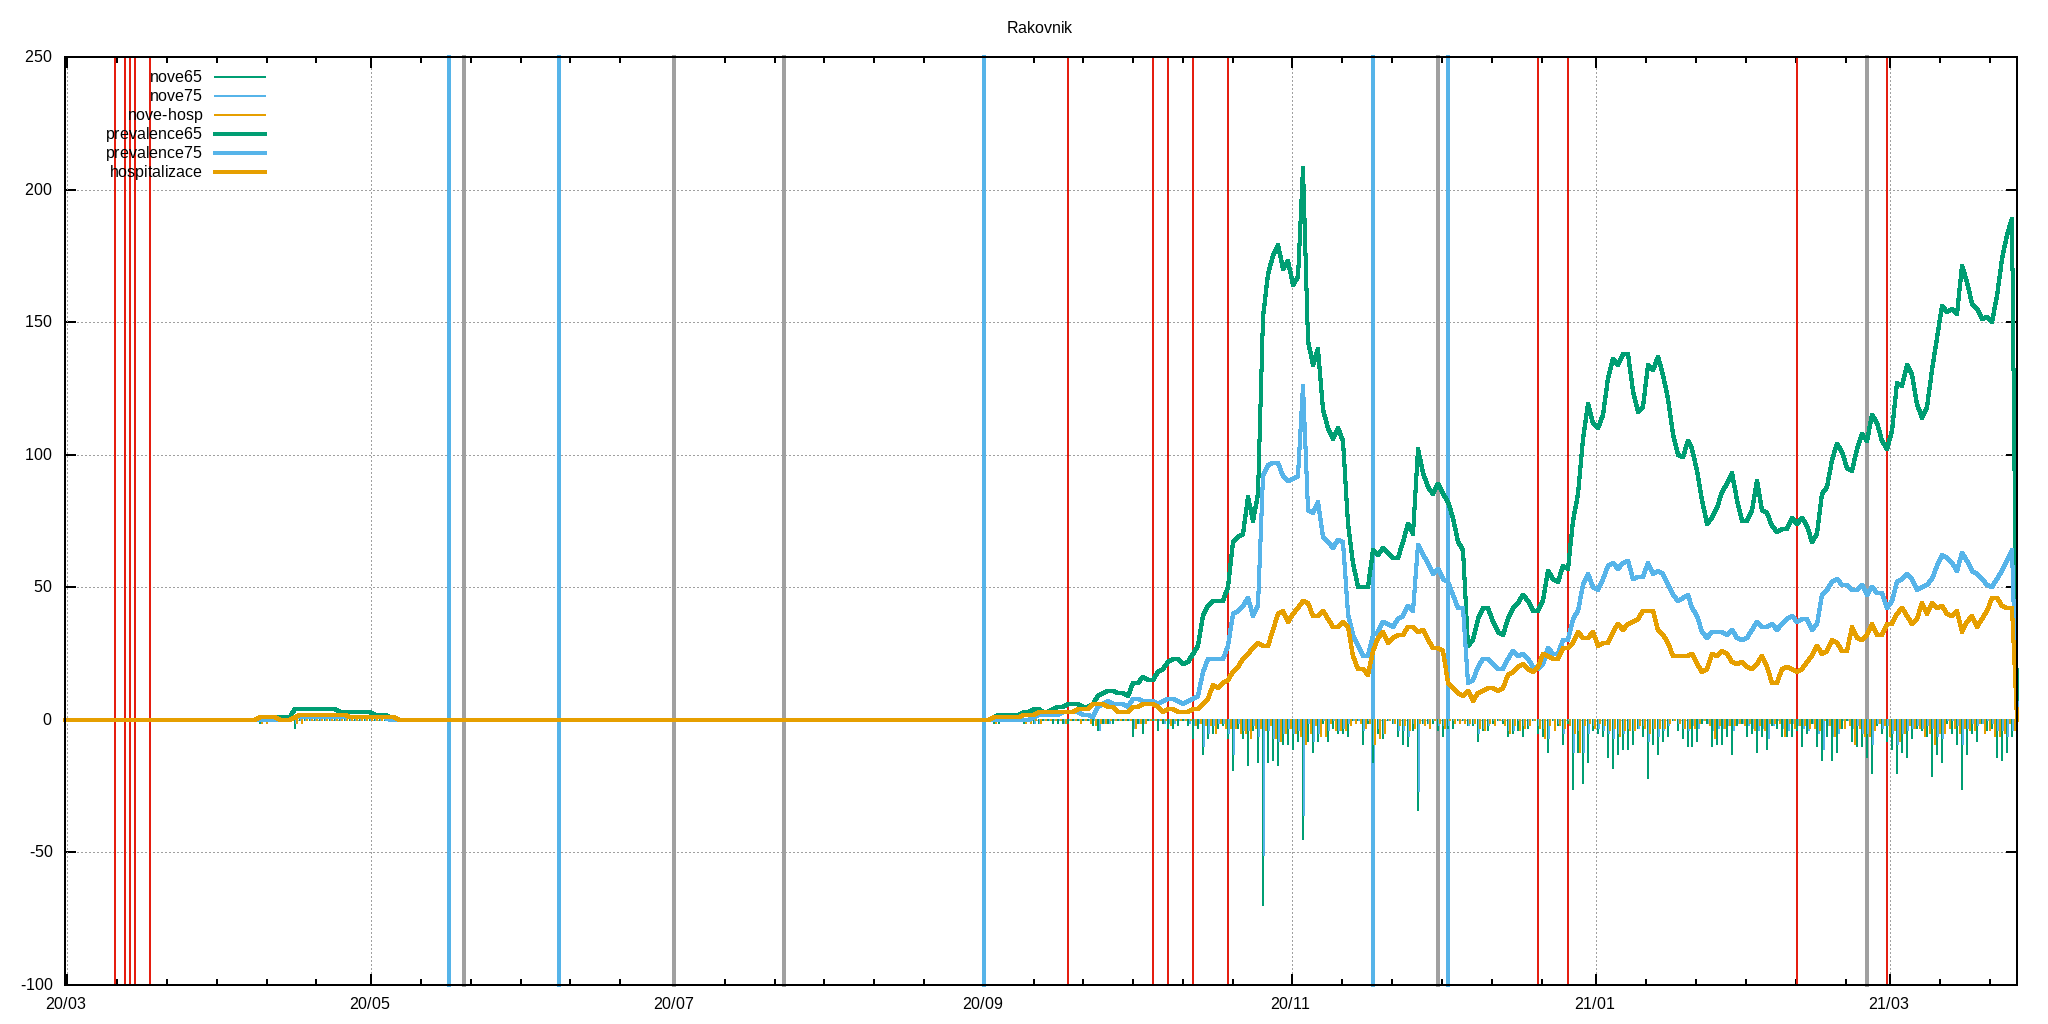 Rakovnik
250
200
150
100
50
0
-50
-100
nove65
nove75
nove-hosp
prevalence65
prevalence75
hospitalizace
20/03 20/05 20/07 20/09 20/11 21/01 21/03